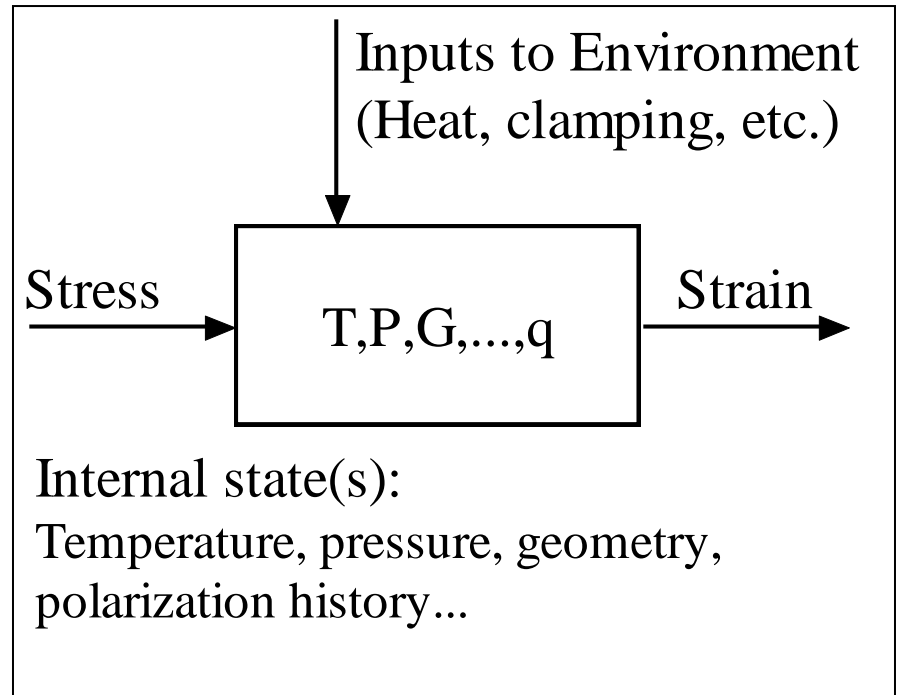 Inputs to Environment
(Heat, clamping, etc.)
Stress
Strain
T,P,G,...,q
Internal state(s):
Temperature, pressure, geometry,
polarization history...